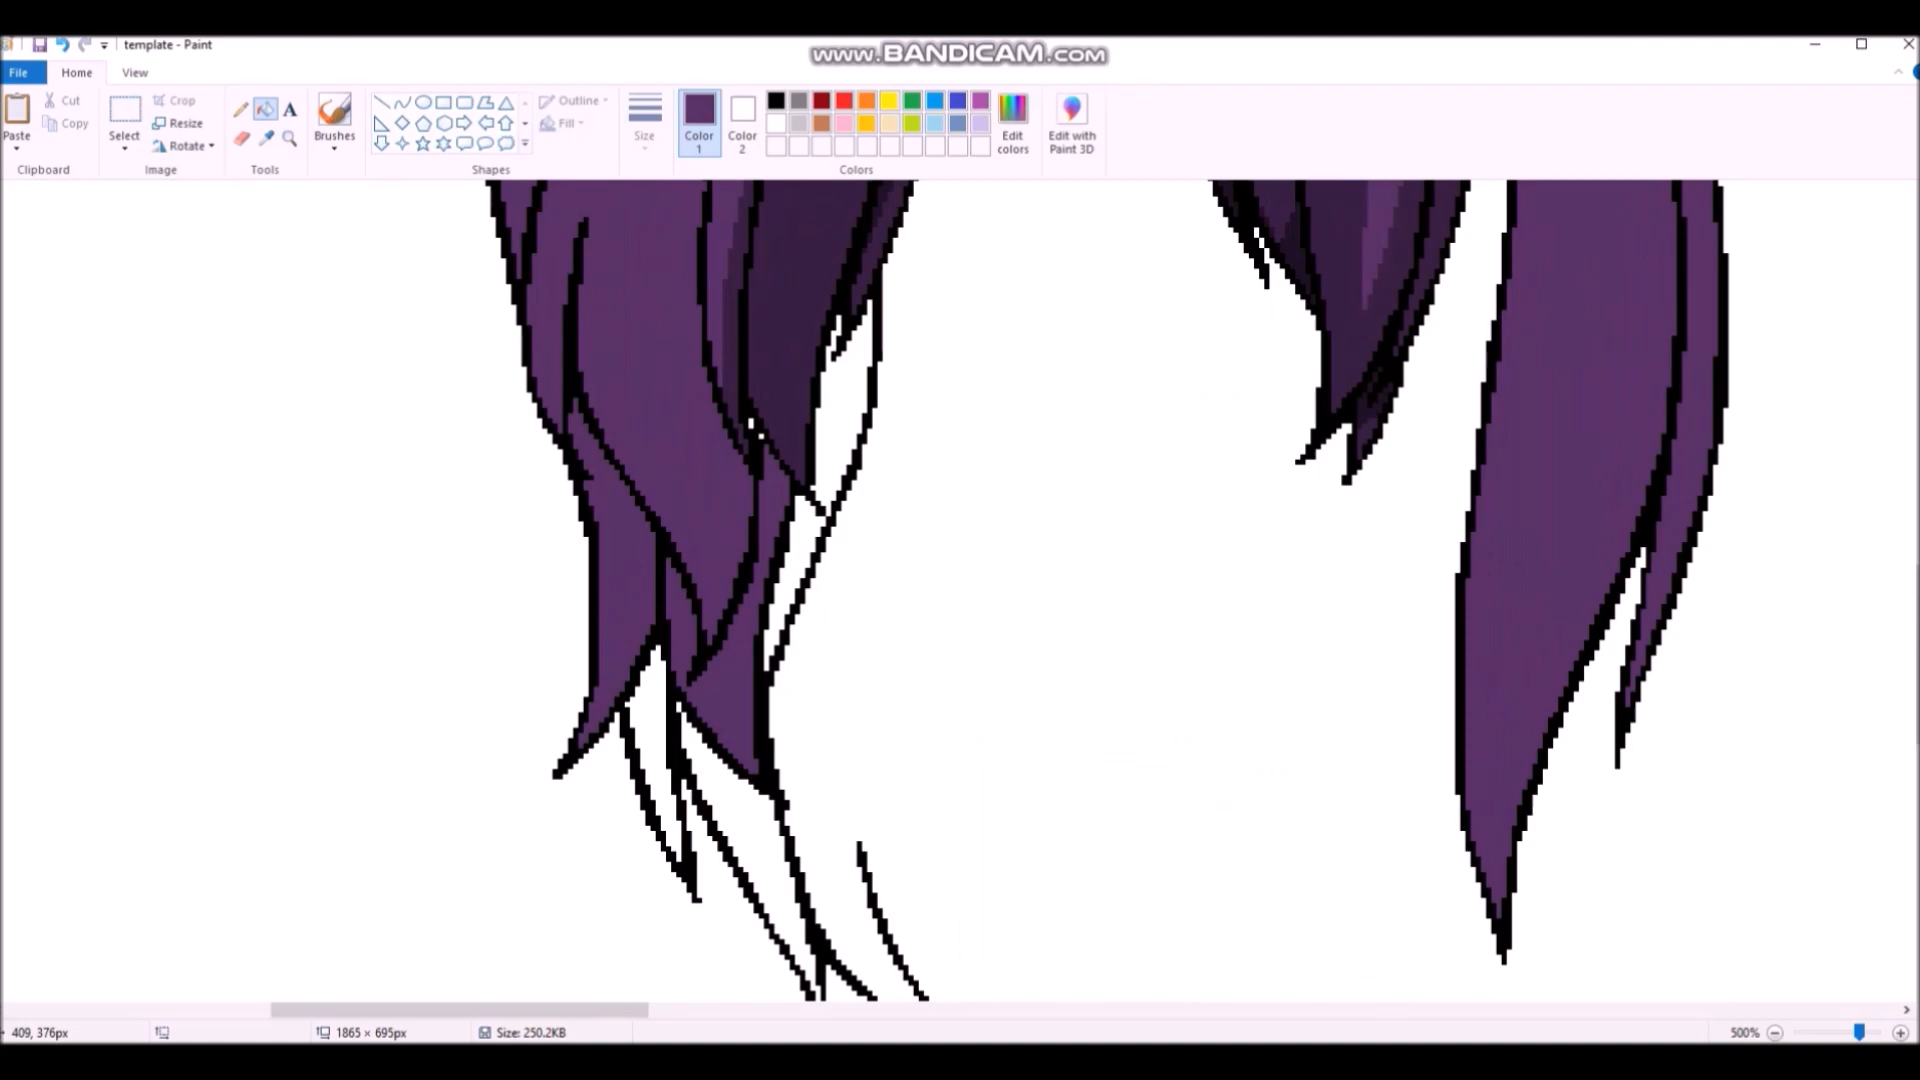 template - Paint
www.BANDICAM.com
File Home View
Paste
Cut
Copy
Clipboard
Select
Crop
Resize
Rotate
Image
A
Tools
Brushes
Outline
Fill
Shapes
Size
Color
1
Color
2
Colors
Edit
colors
Edit with
Paint 3D
409, 376px
1865 × 695px
Size: 250.2KB
500%